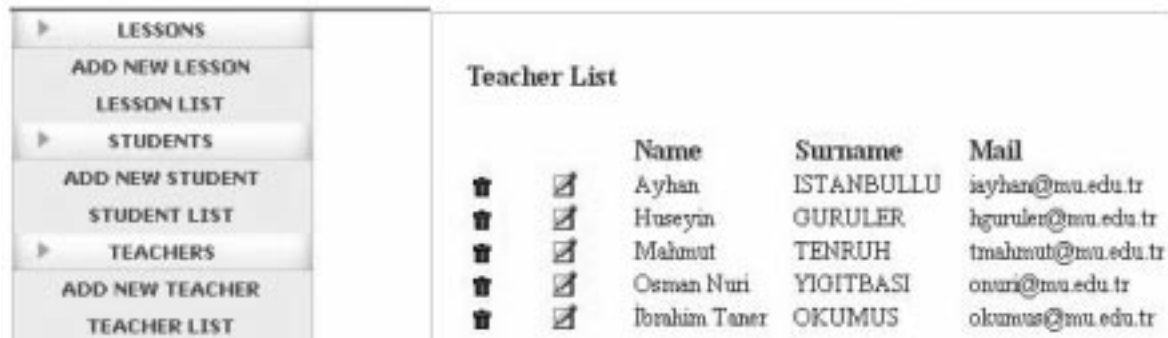 LESSONS
ADD NEW LESSON
LESSON LIST
STUDENTS
ADD NEW STUDENT
STUDENT LIST
TEACHERS
ADD NEW TEACHER
TEACHER LIST
Teacher List
Name Surname Mail
Ayhan ISTANBULLU iayhan@mu.edu.tr
Huseyin GURULER hguruler@mu.edu.tr
Mahmut TENRUH tmahmut@mu.edu.tr
Osman Nuri YIGITBASI onuri@mu.edu.tr
İbrahim Taner OKUMUS okumus@mu.edu.tr